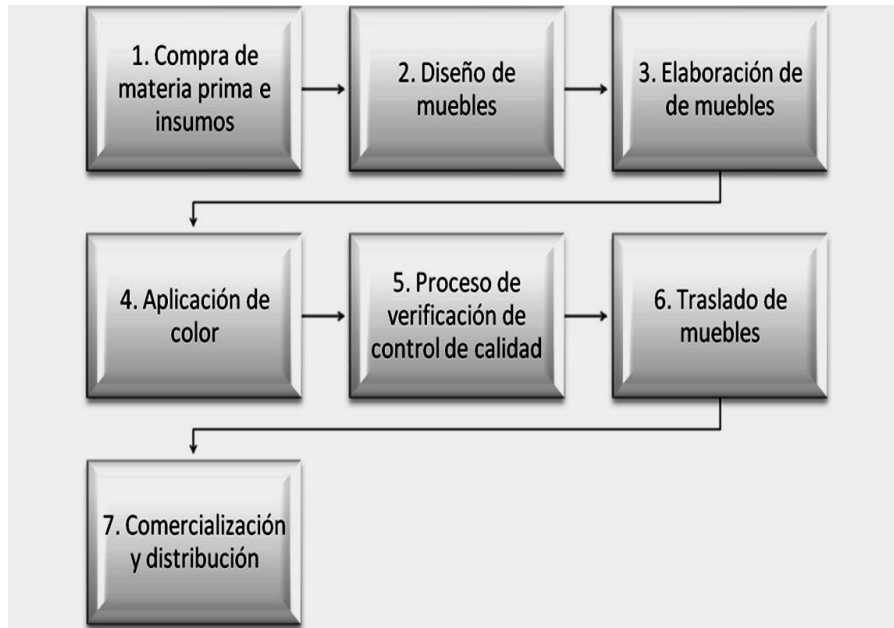 1. Compra de
materia prima e
insumos
2. Diseño de
muebles
3. Elaboración de
de muebles
4. Aplicación de
color
5. Proceso de
verificación de
control de calidad
6. Traslado de
muebles
7. Comercialización
y distribución